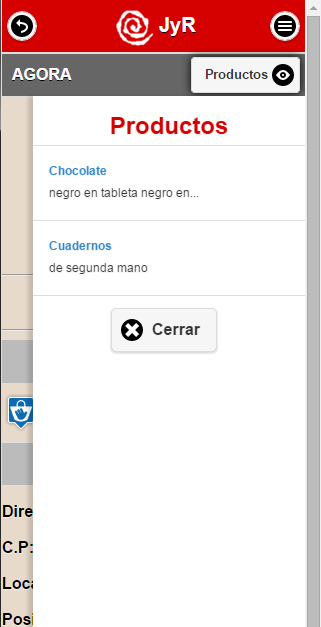 JyR
AGORA
Productos
Productos
Chocolate
negro en tableta negro en...
Cuadernos
de segunda mano
Cerrar
Dire
C.P:
Loca
Posi